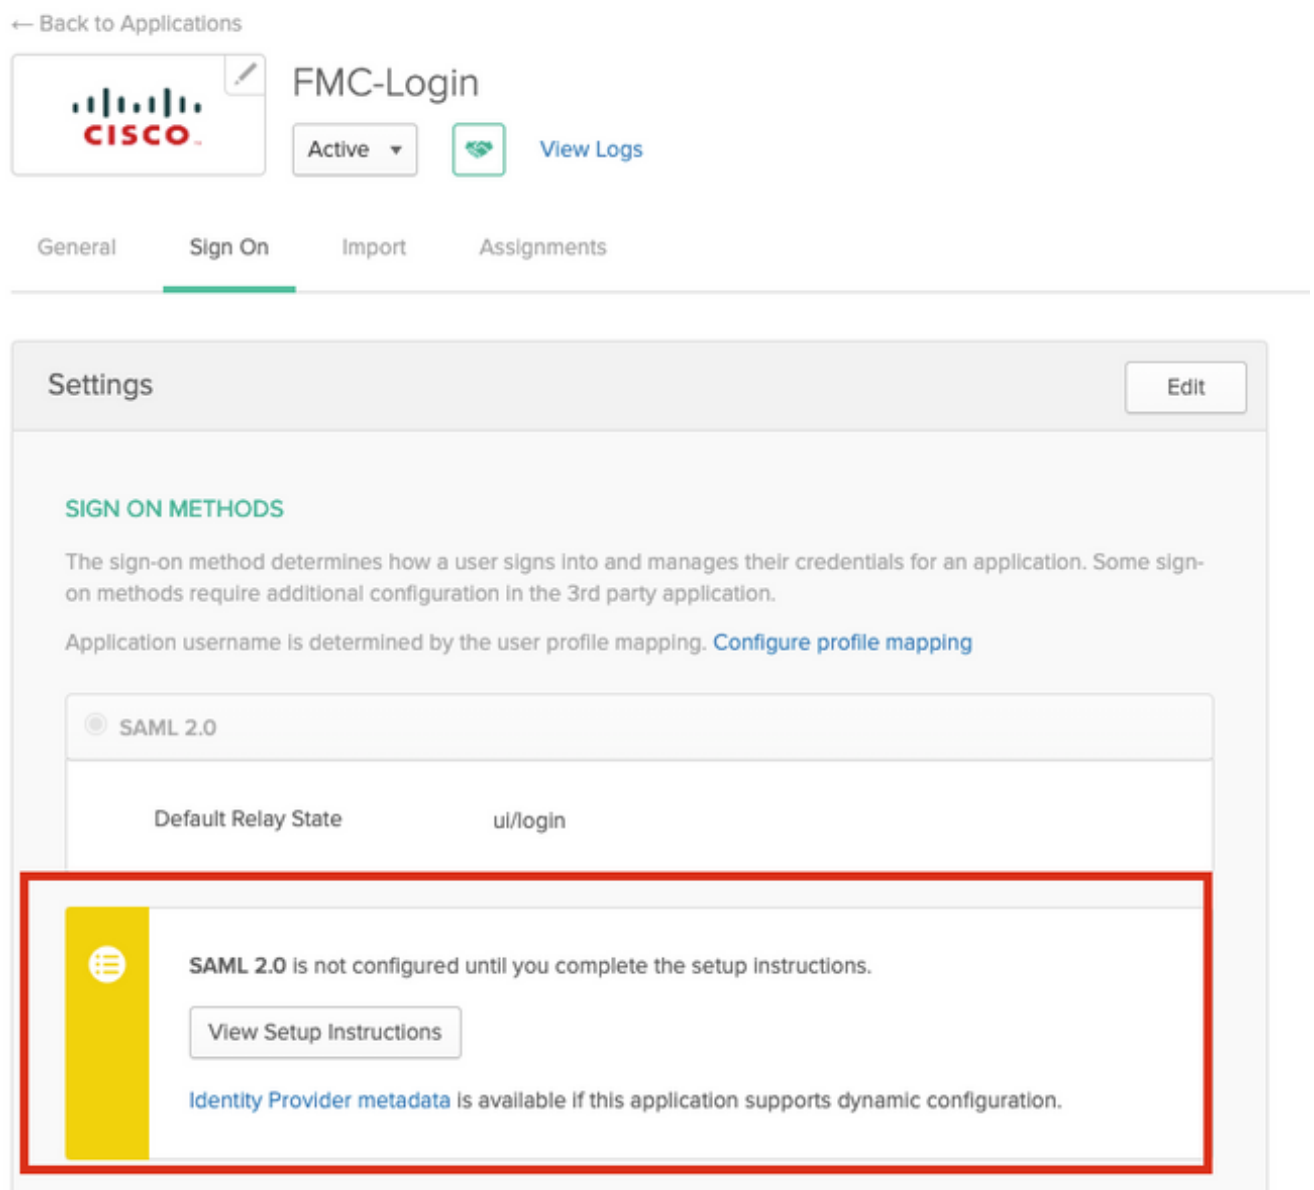 ← Back to Applications
CISCO
FMC-Login
Active
View Logs
General Sign On Import Assignments
Settings
Edit
SIGN ON METHODS
The sign-on method determines how a user signs into and manages their credentials for an application. Some sign-
on methods require additional configuration in the 3rd party application.
Application username is determined by the user profile mapping. Configure profile mapping
SAML 2.0
Default Relay State ui/login
SAML 2.0 is not configured until you complete the setup instructions.
View Setup Instructions
Identity Provider metadata is available if this application supports dynamic configuration.